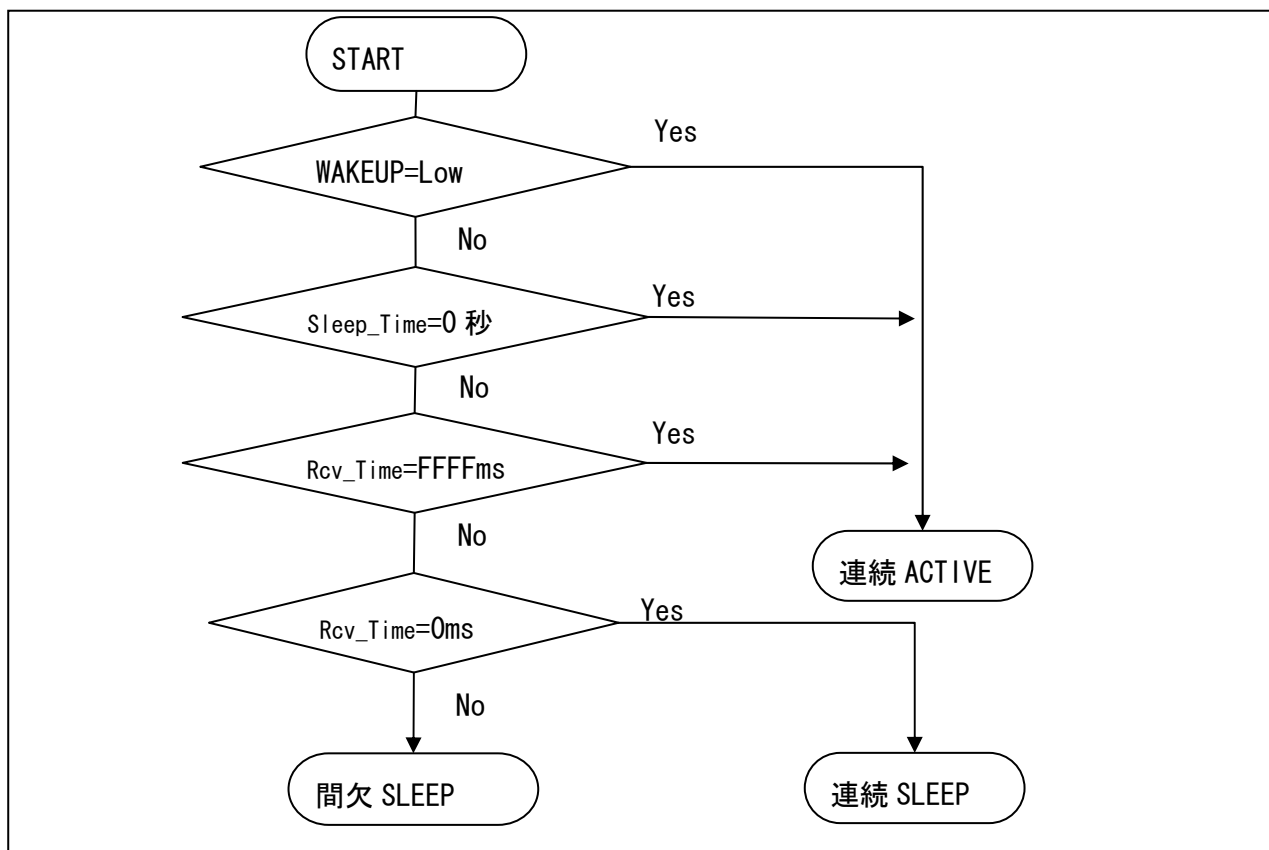 START
Yes
WAKEUP=Low
No
Yes
Sleep_Time=0 秒
No
Yes
Rcv_Time=FFFFms
No
連続 ACTIVE
Yes
Rcv_Time=0ms
No
間欠 SLEEP
連続 SLEEP